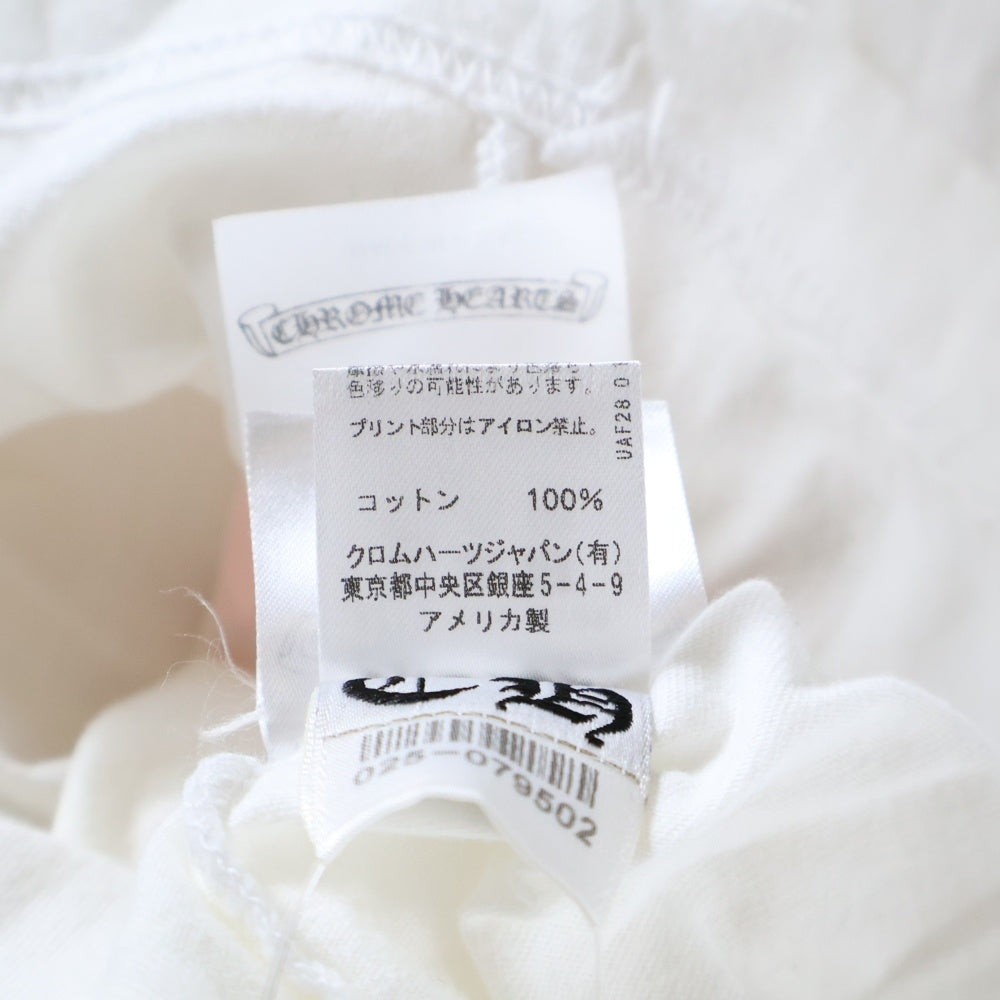 CHROME HEARTS
色移りの可能性があります。
プリント部分はアイロン禁止。
UAF28 0
コットン 100%
クロムハーツジャパン(有)
東京都中央区銀座5-4-9
アメリカ製
025-079502